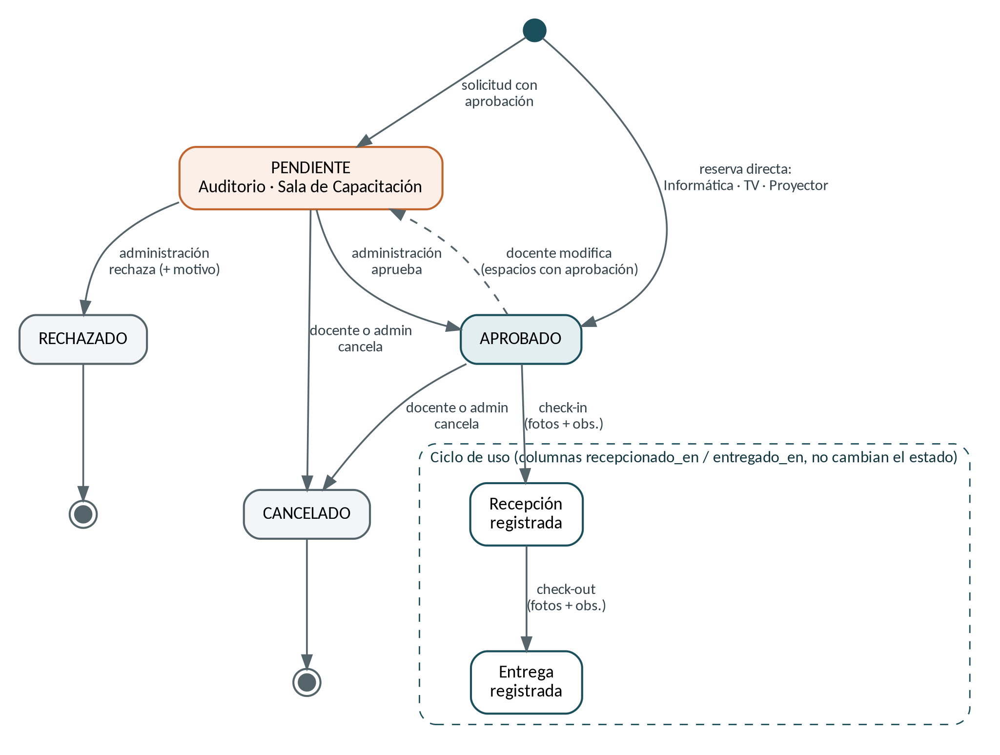 solicitud con
aprobación
PENDIENTE
Auditorio · Sala de Capacitación
reserva directa:
Informática · TV · Proyector
administración
rechaza (+ motivo)
administración
aprueba
docente modifica
(espacios con aprobación)
RECHAZADO
docente o admin
cancela
APROBADO
docente o admin
cancela
check-in
(fotos + obs.)
Ciclo de uso (columnas recepcionado_en / entregado_en, no cambian el estado)
CANCELADO
Recepción
registrada
check-out
(fotos + obs.)
Entrega
registrada